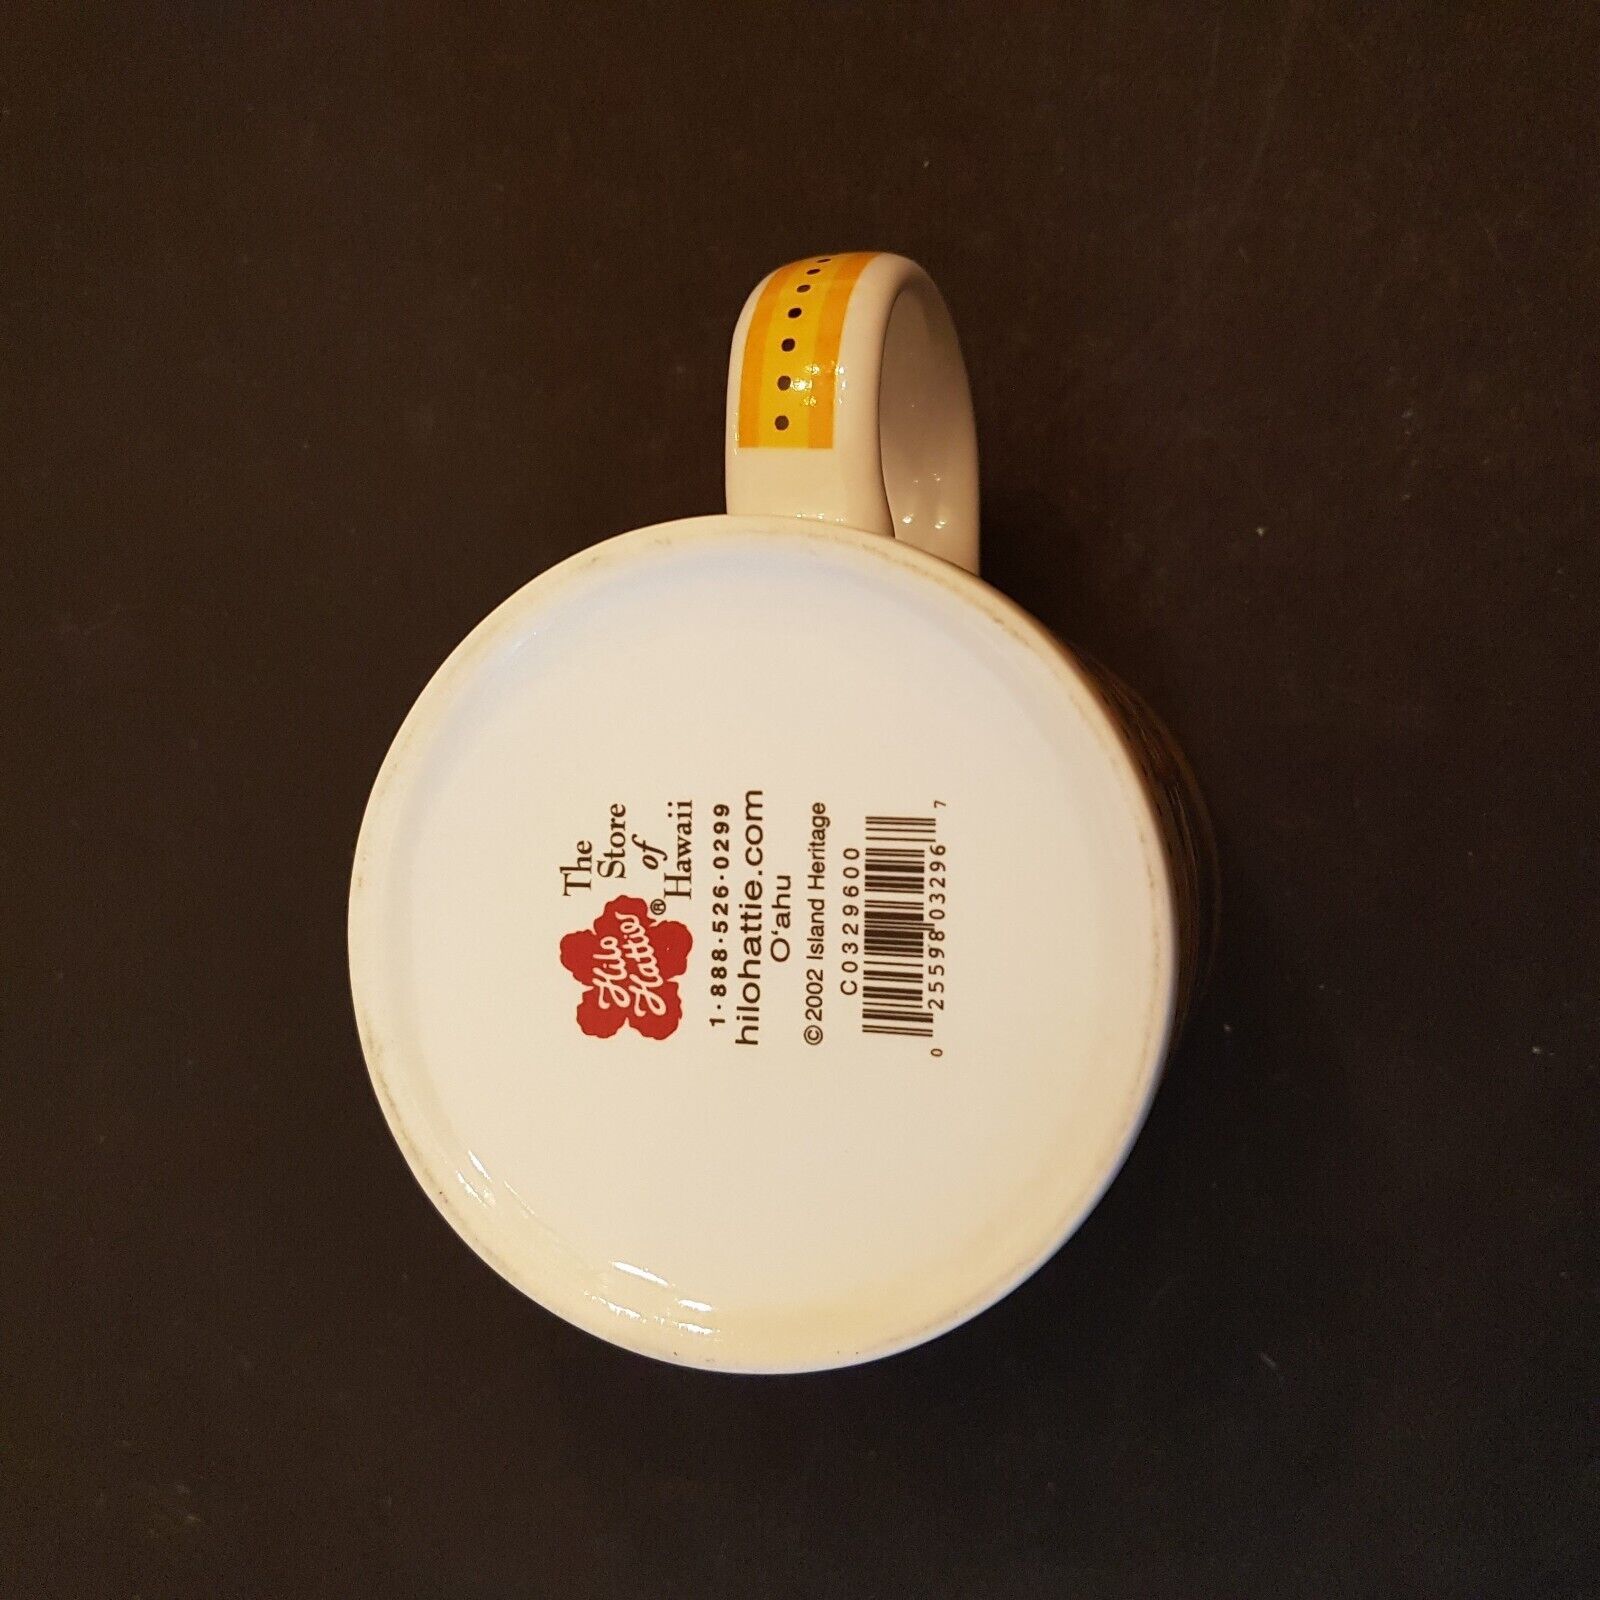 The
Store
of
Hawaii
Hilo
Hattie®
1·888·526·0299
hilohattie.com
O‘ahu
©2002 Island Heritage
C0329600
0 25598 03296 7